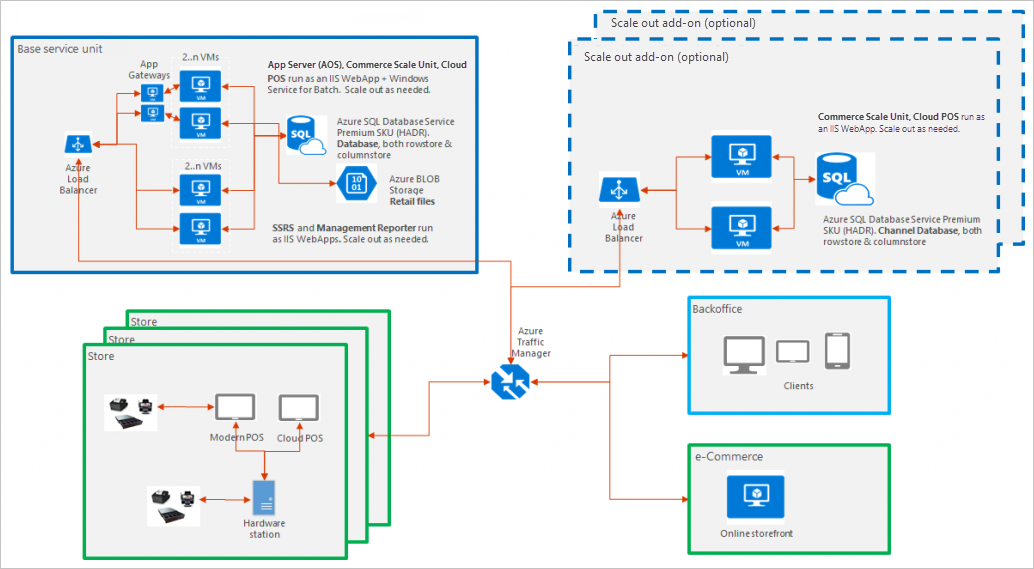 Scale out add-on (optional)
Base service unit
Scale out add-on (optional)
2..n VMs
App
Gateways
App Server (AOS), Commerce Scale Unit, Cloud
POS run as an IIS WebApp + Windows
Service for Batch. Scale out as needed.
VM
VM
Azure SQL Database Service
Premium SKU (HADR).
Database, both rowstore &
columnstore
SQL
Commerce Scale Unit, Cloud POS run as
an IIS WebApp. Scale out as needed.
VM
SQL
Azure
Load
Balancer
2..n VMs
VM
VM
10
01
Azure BLOB
Storage
Retail files
SSRS and Management Reporter run
as IIS WebApps. Scale out as needed.
Azure
Load
Balancer
VM
Azure SQL Database Service Premium
SKU (HADR). Channel Database, both
rowstore & columnstore
Store
Store
Store
Modern POS
Cloud POS
Hardware
station
Azure
Traffic
Manager
Backoffice
Clients
e-Commerce
Online storefront